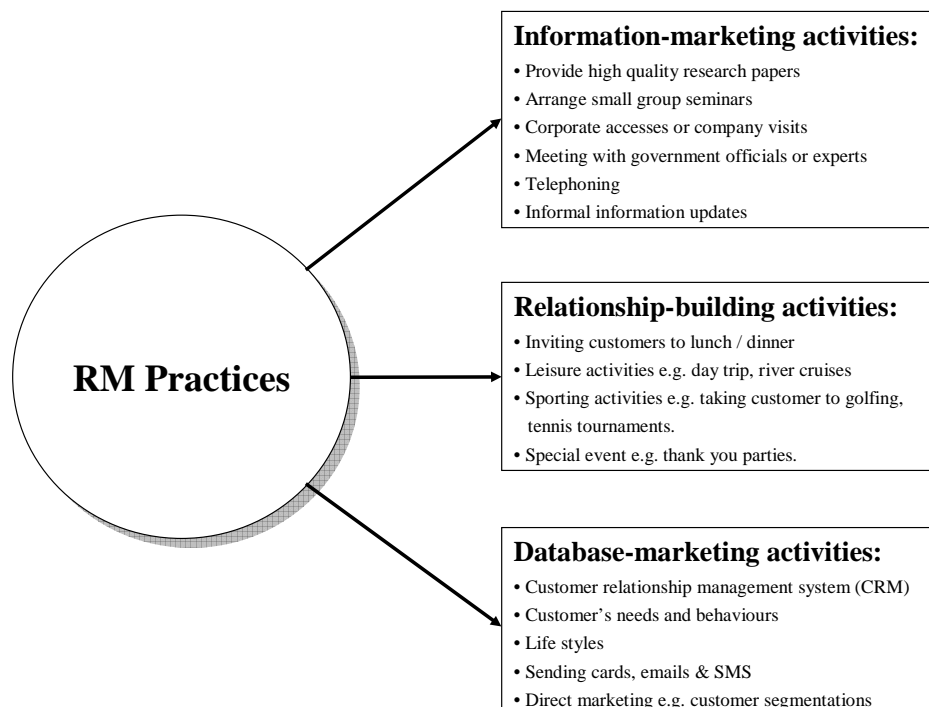 Information-marketing activities:
• Provide high quality research papers
• Arrange small group seminars
• Corporate accesses or company visits
• Meeting with government officials or experts
• Telephoning
• Informal information updates
RM Practices
Relationship-building activities:
• Inviting customers to lunch / dinner
• Leisure activities e.g. day trip, river cruises
• Sporting activities e.g. taking customer to golfing,
tennis tournaments.
• Special event e.g. thank you parties.
Database-marketing activities:
• Customer relationship management system (CRM)
• Customer’s needs and behaviours
• Life styles
• Sending cards, emails & SMS
• Direct marketing e.g. customer segmentations